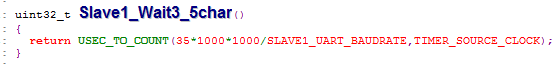 : uint32_t Slave1_Wait3_5char()
: {
:   return USEC_TO_COUNT(35*1000*1000/SLAVE1_UART_BAUDRATE,TIMER_SOURCE_CLOCK);
: }